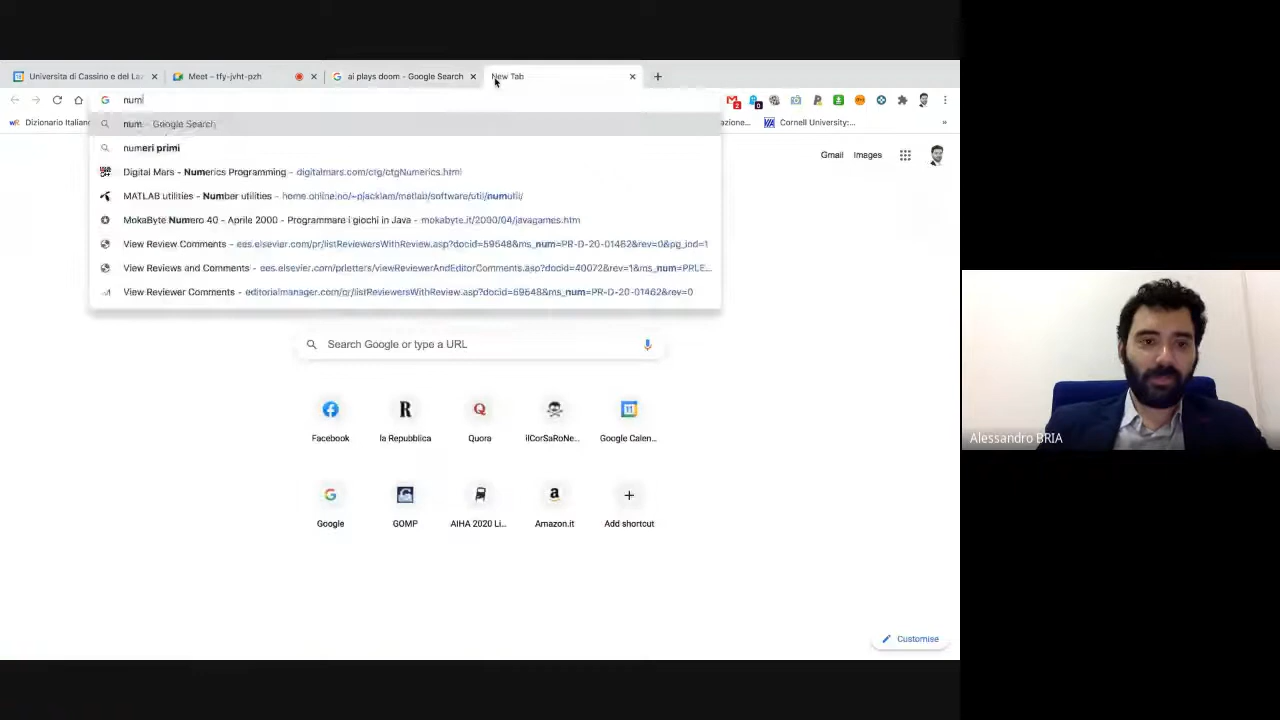 Universita di Cassino e del Laz
Meet – tfy-jvht-pzh
ai plays doom - Google Search
New Tab
num
Dizionario Italiano
azione...
Cornell University:...
»
num - Google Search
numeri primi
Digital Mars - Numerics Programming - digitalmars.com/ctg/ctgNumerics.html
MATLAB utilities - Number utilities - home.online.no/~pjacklam/matlab/software/util/numutil/
MokaByte Numero 40 - Aprile 2000 - Programmare i giochi in Java - mokabyte.it/2000/04/javagames.htm
View Review Comments - ees.elsevier.com/pr/listReviewersWithReview.asp?docid=59548&ms_num=PR-D-20-01462&rev=0&pg_ind=1
View Reviews and Comments - ees.elsevier.com/prletters/viewReviewerAndEditorComments.asp?docid=40072&rev=1&ms_num=PRLE...
View Reviewer Comments - editorialmanager.com/pr/listReviewersWithReview.asp?docid=59548&ms_num=PR-D-20-01462&rev=0
Gmail Images
Search Google or type a URL
Facebook
la Repubblica
Quora
ilCorSaRoNe...
Google Calen...
Google
GOMP
AIHA 2020 Li...
Amazon.it
Add shortcut
Customise
Alessandro BRIA